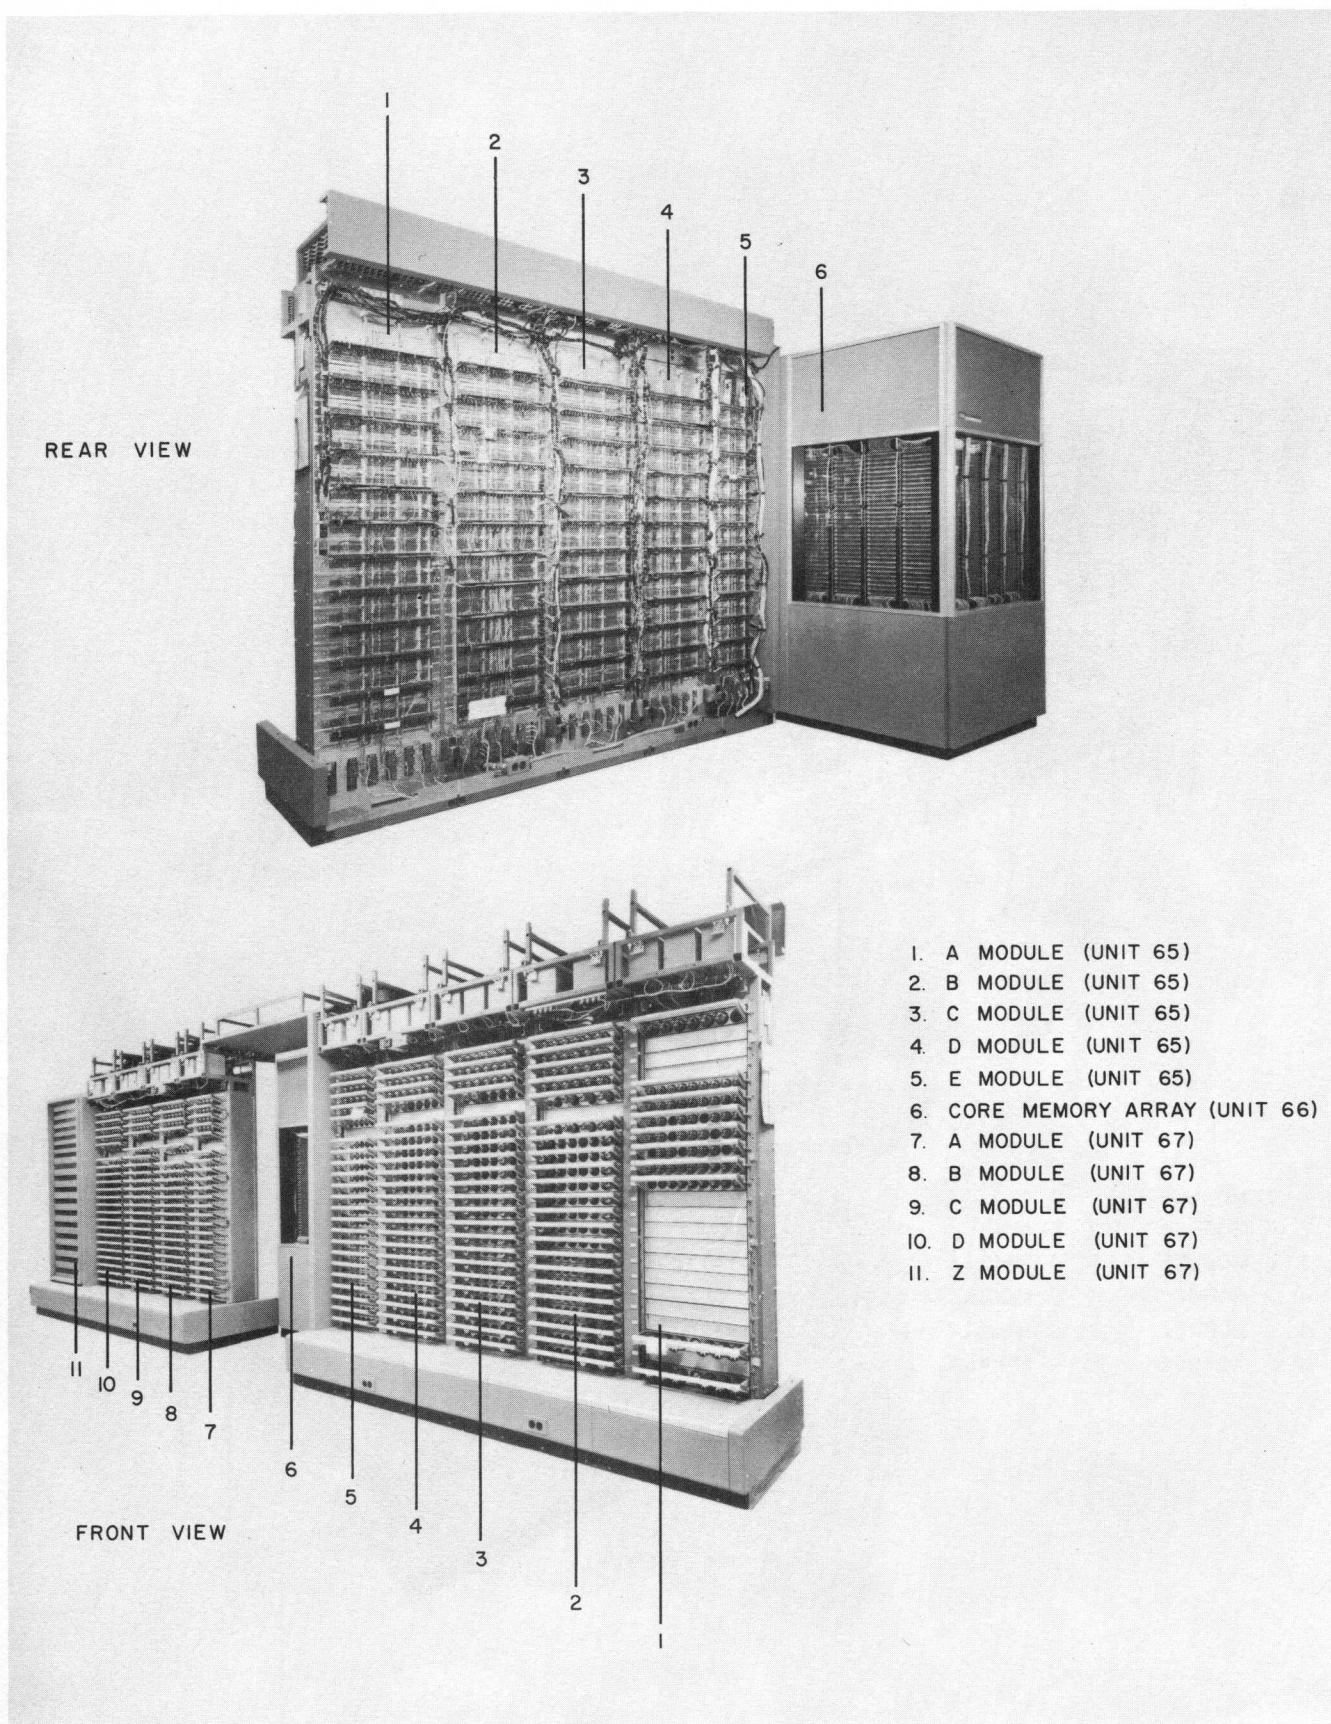 1
2
3
4
5
6
REAR VIEW
1. A MODULE (UNIT 65)
2. B MODULE (UNIT 65)
3. C MODULE (UNIT 65)
4. D MODULE (UNIT 65)
5. E MODULE (UNIT 65)
6. CORE MEMORY ARRAY (UNIT 66)
7. A MODULE (UNIT 67)
8. B MODULE (UNIT 67)
9. C MODULE (UNIT 67)
10. D MODULE (UNIT 67)
11. Z MODULE (UNIT 67)
11
10
9
8
7
6
5
4
3
2
1
FRONT VIEW